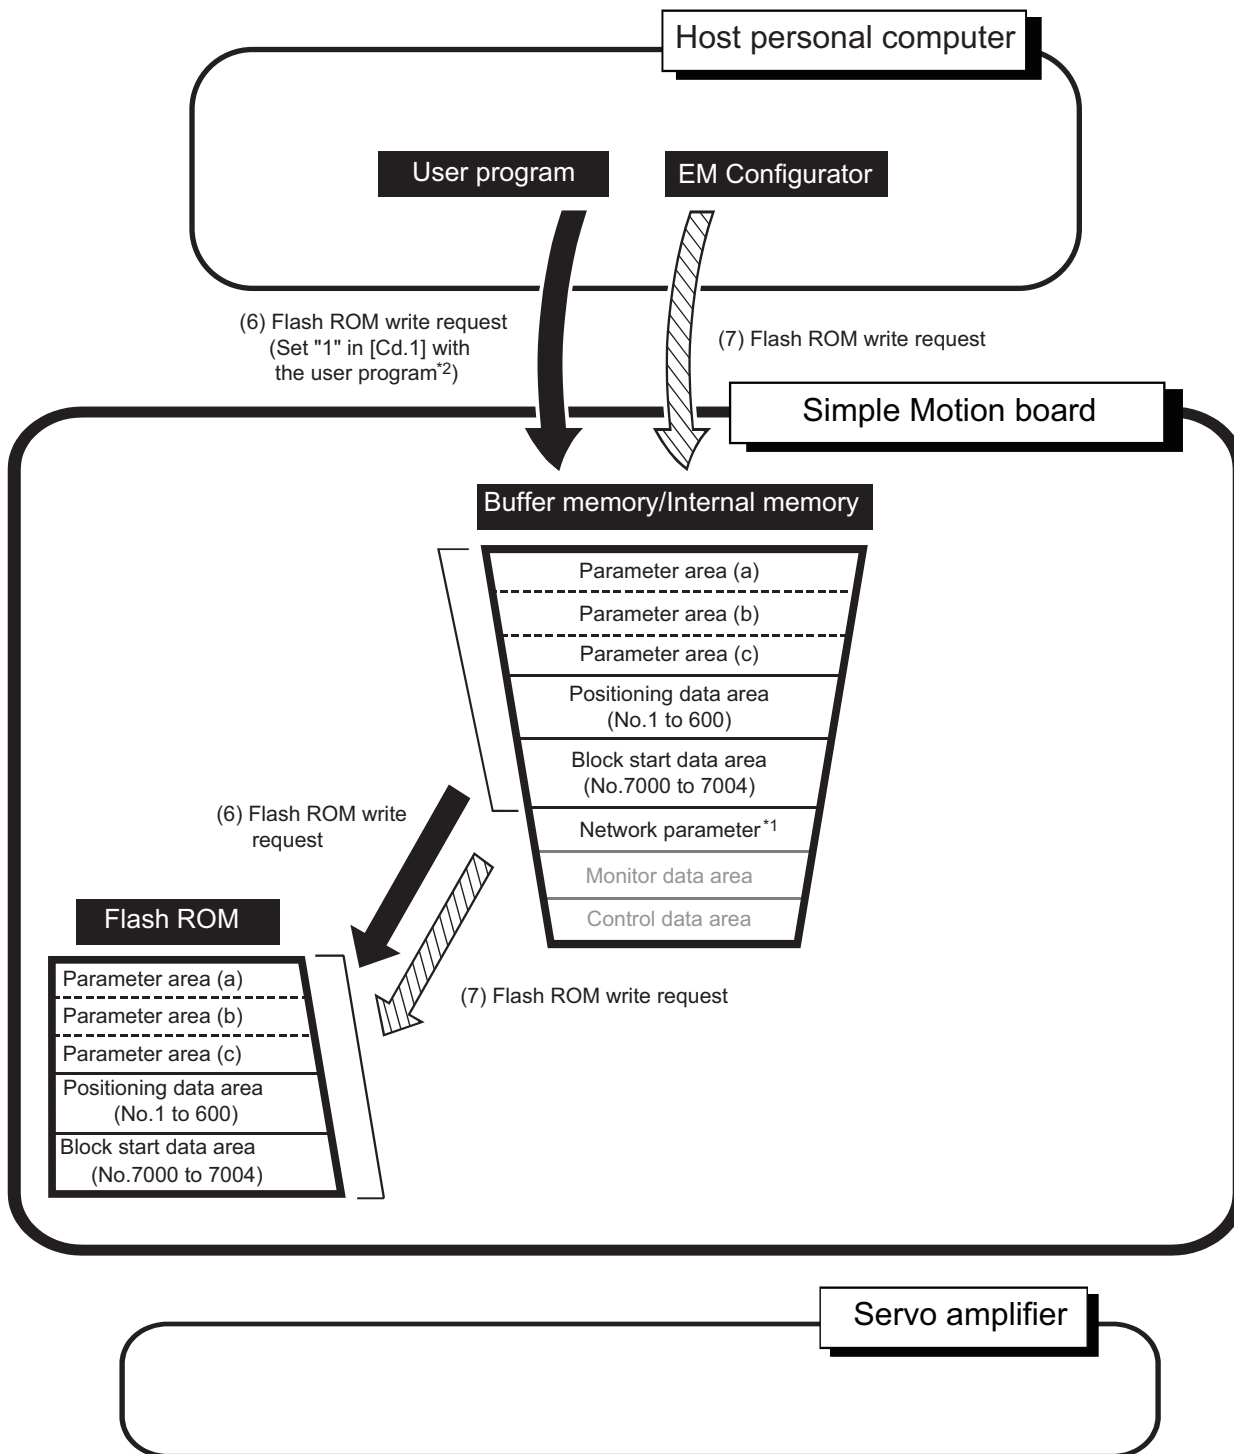 Host personal computer
User program
EM Configurator
(6) Flash ROM write request
(Set "1" in [Cd.1] with
the user program*2)
(7) Flash ROM write request
Simple Motion board
Buffer memory/Internal memory
Parameter area (a)
Parameter area (b)
Parameter area (c)
Positioning data area
(No.1 to 600)
Block start data area
(No.7000 to 7004)
Network parameter*1
Monitor data area
Control data area
(6) Flash ROM write
request
(7) Flash ROM write request
Flash ROM
Parameter area (a)
Parameter area (b)
Parameter area (c)
Positioning data area
(No.1 to 600)
Block start data area
(No.7000 to 7004)
Servo amplifier